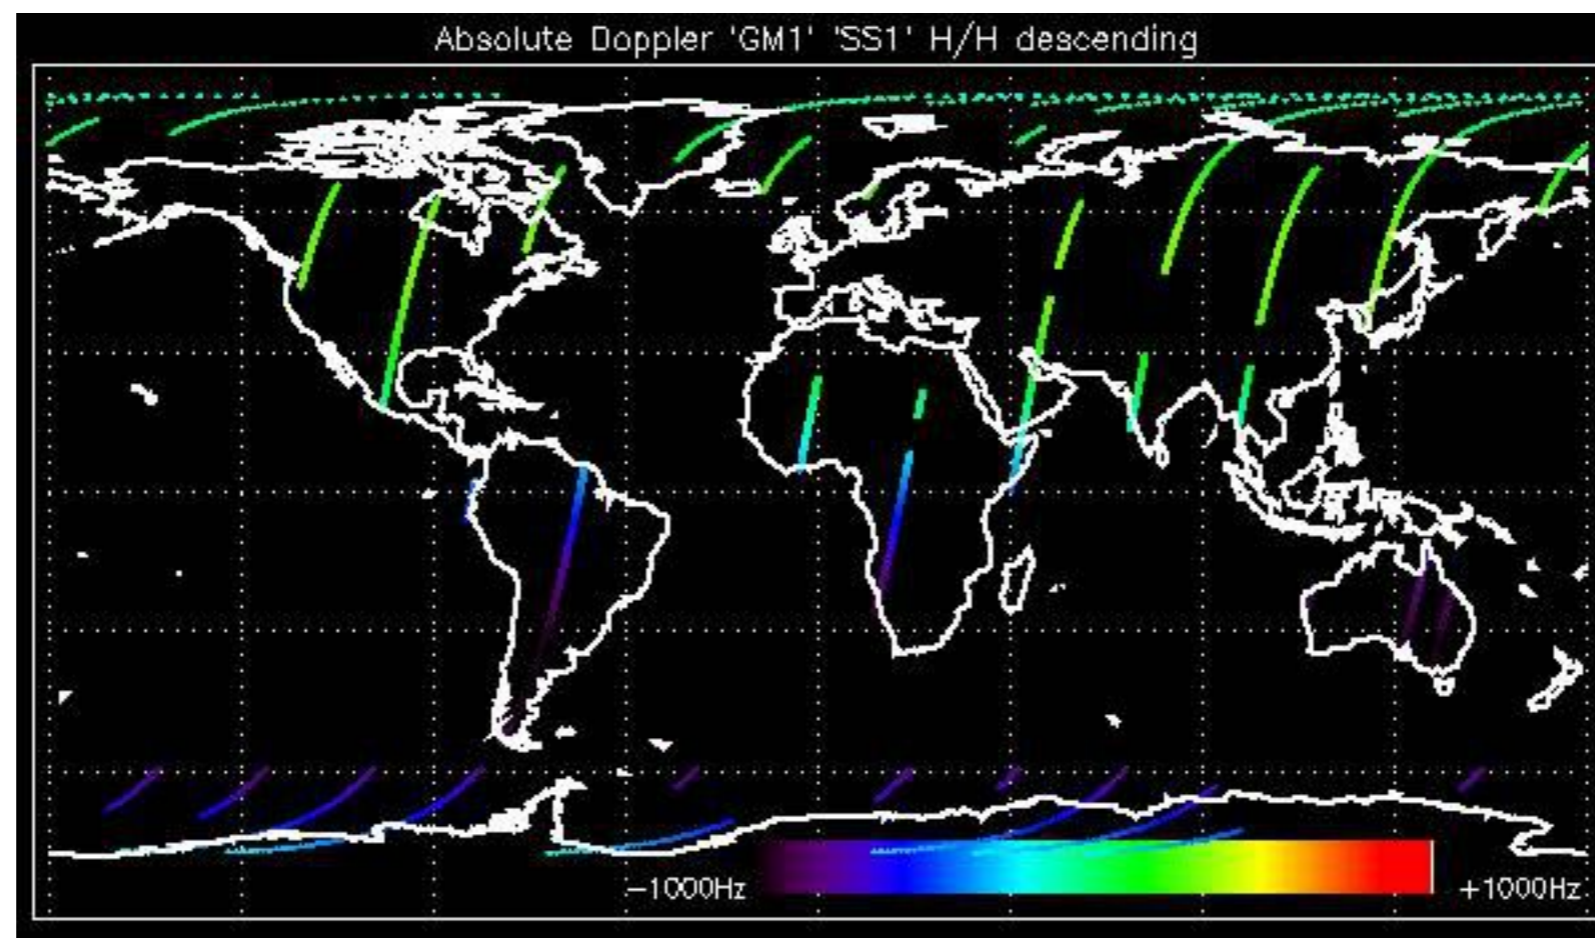 Absolute Doppler 'GM1' 'SS1' H/H descending
−1000Hz +1000Hz